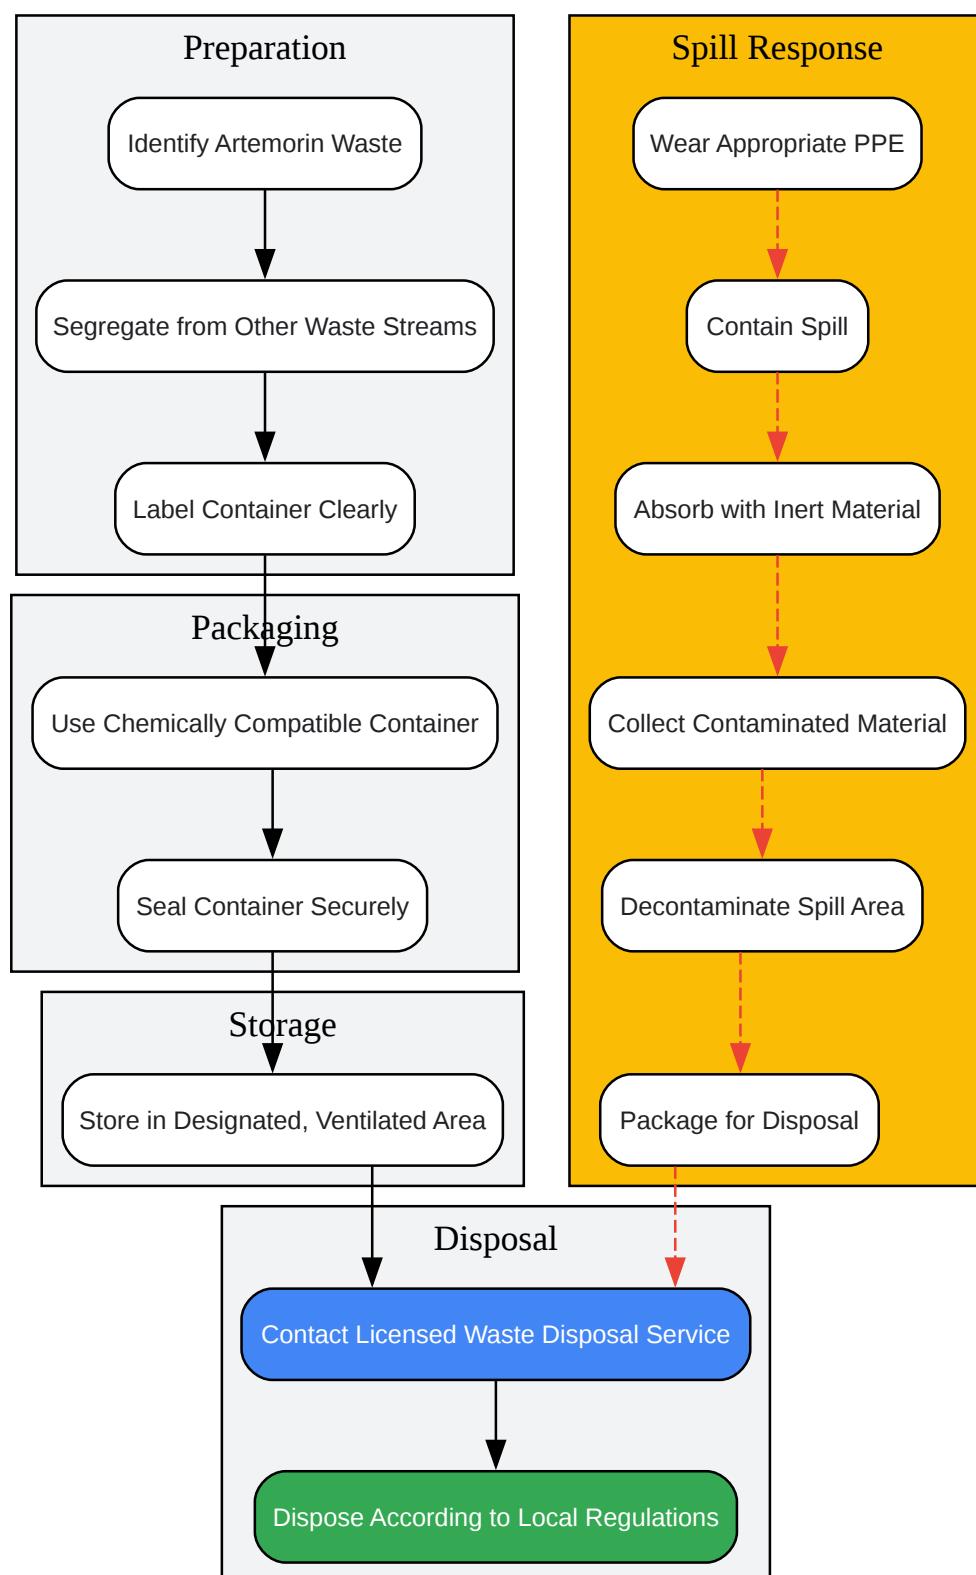 Preparation
Identify Artemorin Waste
Segregate from Other Waste Streams
Label Container Clearly
Packaging
Use Chemically Compatible Container
Seal Container Securely
Storage
Store in Designated, Ventilated Area
Spill Response
Wear Appropriate PPE
Contain Spill
Absorb with Inert Material
Collect Contaminated Material
Decontaminate Spill Area
Package for Disposal
Disposal
Contact Licensed Waste Disposal Service
Dispose According to Local Regulations